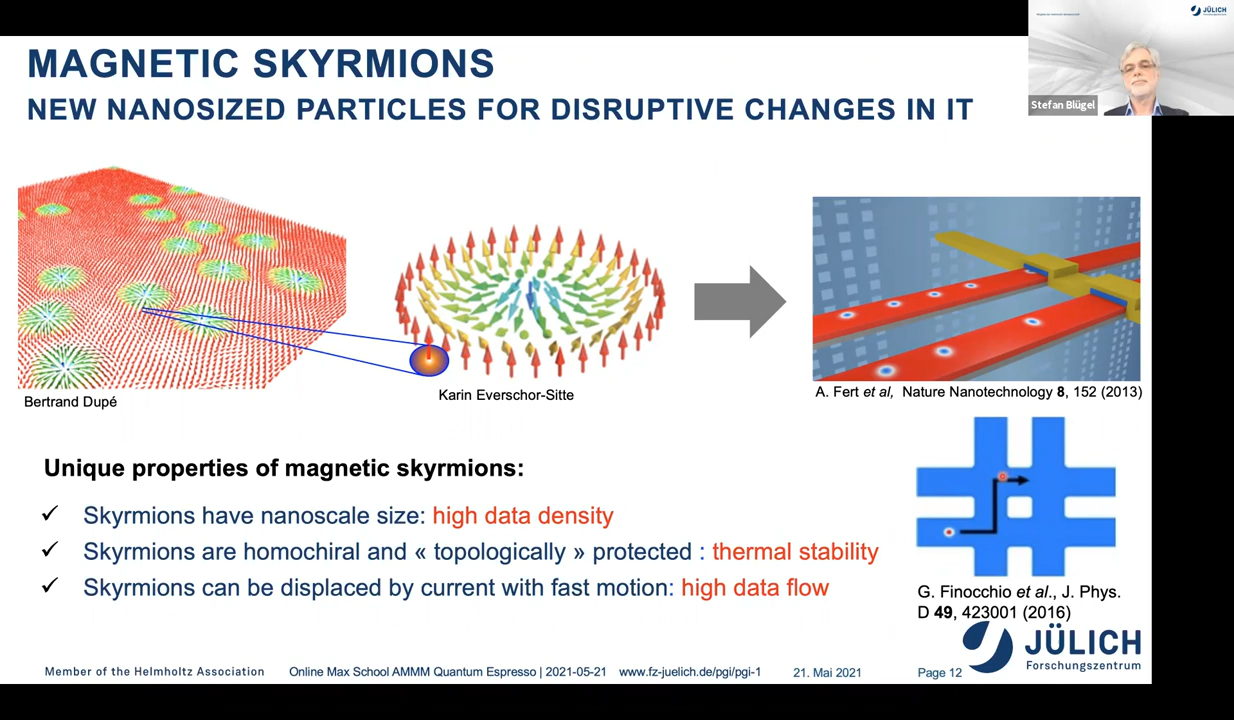 MAGNETIC SKYRMIONS
NEW NANOSIZED PARTICLES FOR DISRUPTIVE CHANGES IN IT
JÜLICH
Forschungszentrum
Stefan Blügel
Bertrand Dupé
Karin Everschor-Sitte
A. Fert et al, Nature Nanotechnology 8, 152 (2013)
Unique properties of magnetic skyrmions:
✓ Skyrmions have nanoscale size: high data density
✓ Skyrmions are homochiral and « topologically » protected : thermal stability
✓ Skyrmions can be displaced by current with fast motion: high data flow
G. Finocchio et al., J. Phys.
D 49, 423001 (2016)
JÜLICH
Forschungszentrum
Member of the Helmholtz Association
Online Max School AMMM Quantum Espresso | 2021-05-21
www.fz-juelich.de/pgi/pgi-1
21. Mai 2021
Page 12